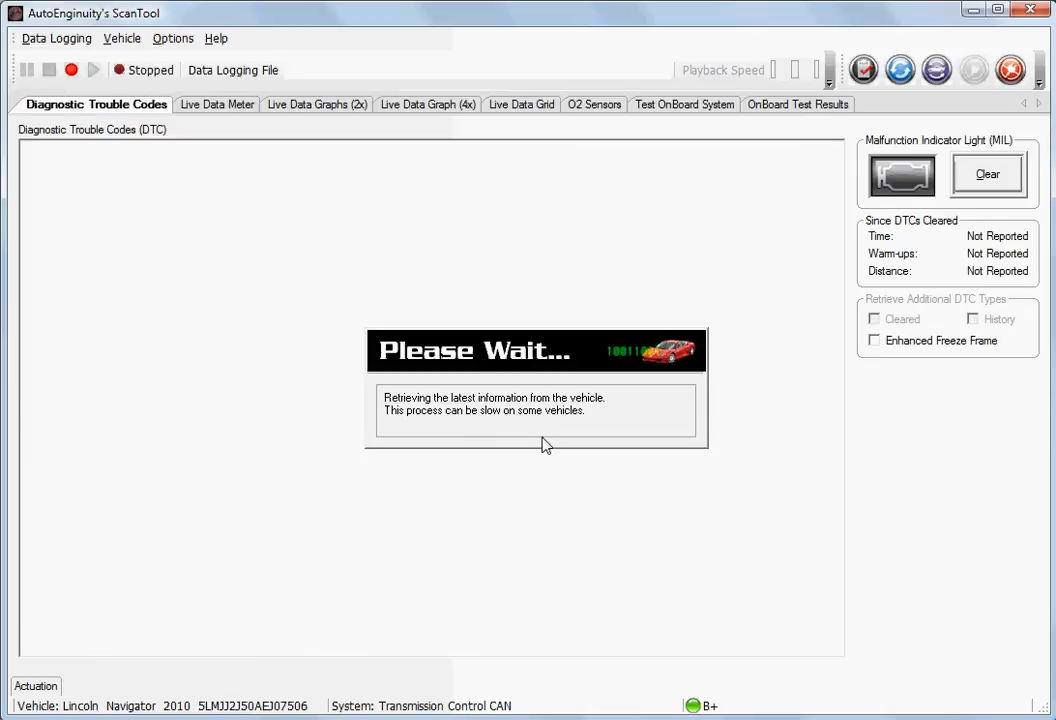 AutoEnginuity's ScanTool
Data Logging Vehicle Options Help
Stopped Data Logging File Playback Speed
Diagnostic Trouble Codes Live Data Meter Live Data Graphs (2x) Live Data Graph (4x) Live Data Grid O2 Sensors Test OnBoard System OnBoard Test Results
Diagnostic Trouble Codes (DTC)
Malfunction Indicator Light (MIL)
Clear
Since DTCs Cleared
Time: Not Reported
Warm-ups: Not Reported
Distance: Not Reported
Retrieve Additional DTC Types
Cleared History
Enhanced Freeze Frame
Please Wait...
Retrieving the latest information from the vehicle.
This process can be slow on some vehicles.
Actuation
Vehicle: Lincoln Navigator 2010 5LMJJ2J50AEJ07506 System: Transmission Control CAN B+